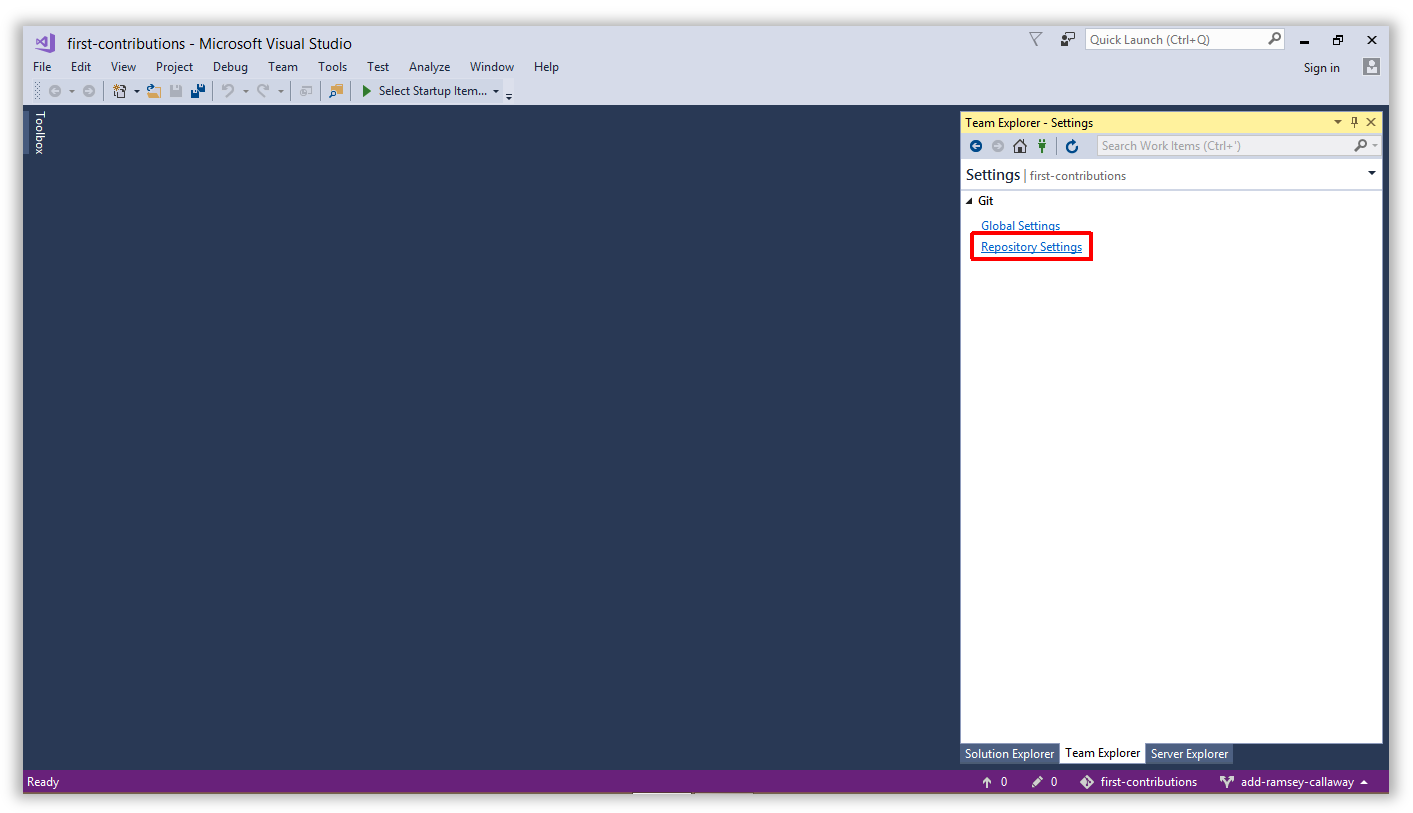 first-contributions - Microsoft Visual Studio
Quick Launch (Ctrl+Q)
File Edit View Project Debug Team Tools Test Analyze Window Help
Sign in
Select Startup Item...
Toolbox
Team Explorer - Settings
Search Work Items (Ctrl+')
Settings | first-contributions
Git
Global Settings
Repository Settings
Solution Explorer Team Explorer Server Explorer
Ready
0 0 first-contributions add-ramsey-callaway